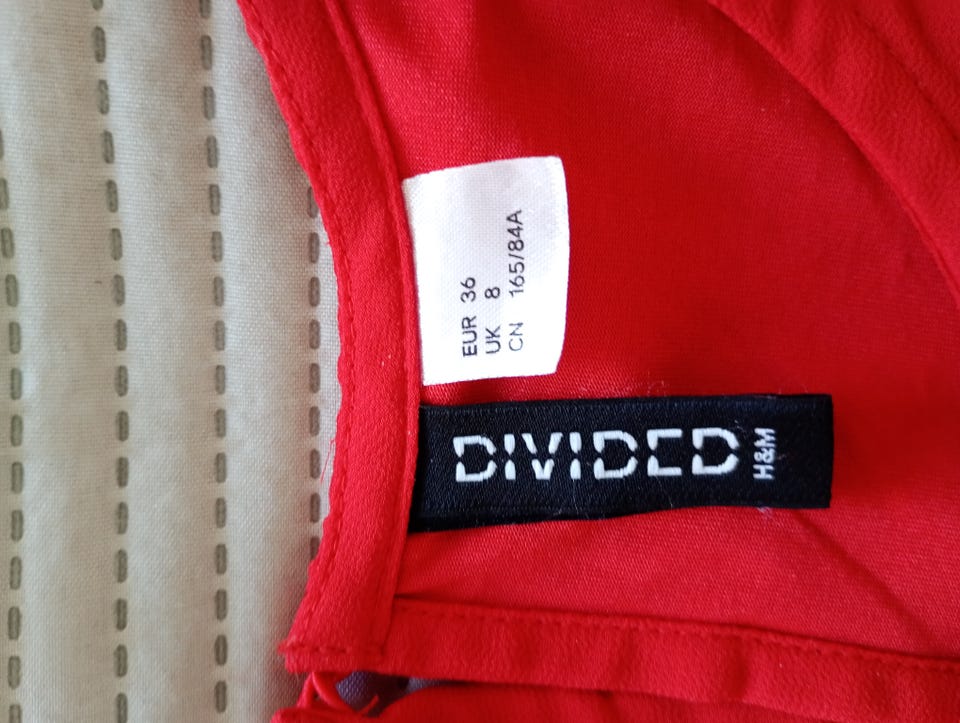 EUR 36
UK 8
CN 165/84A
DIVIDED
H&M